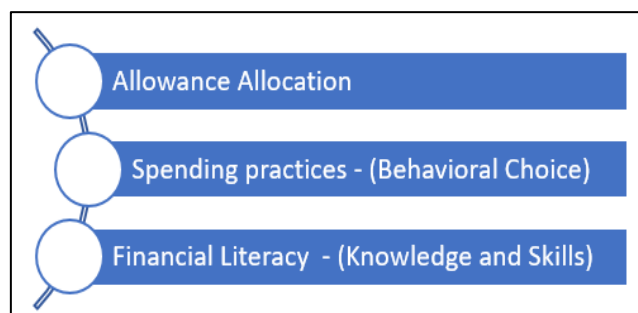 Allowance Allocation
Spending practices - (Behavioral Choice)
Financial Literacy - (Knowledge and Skills)